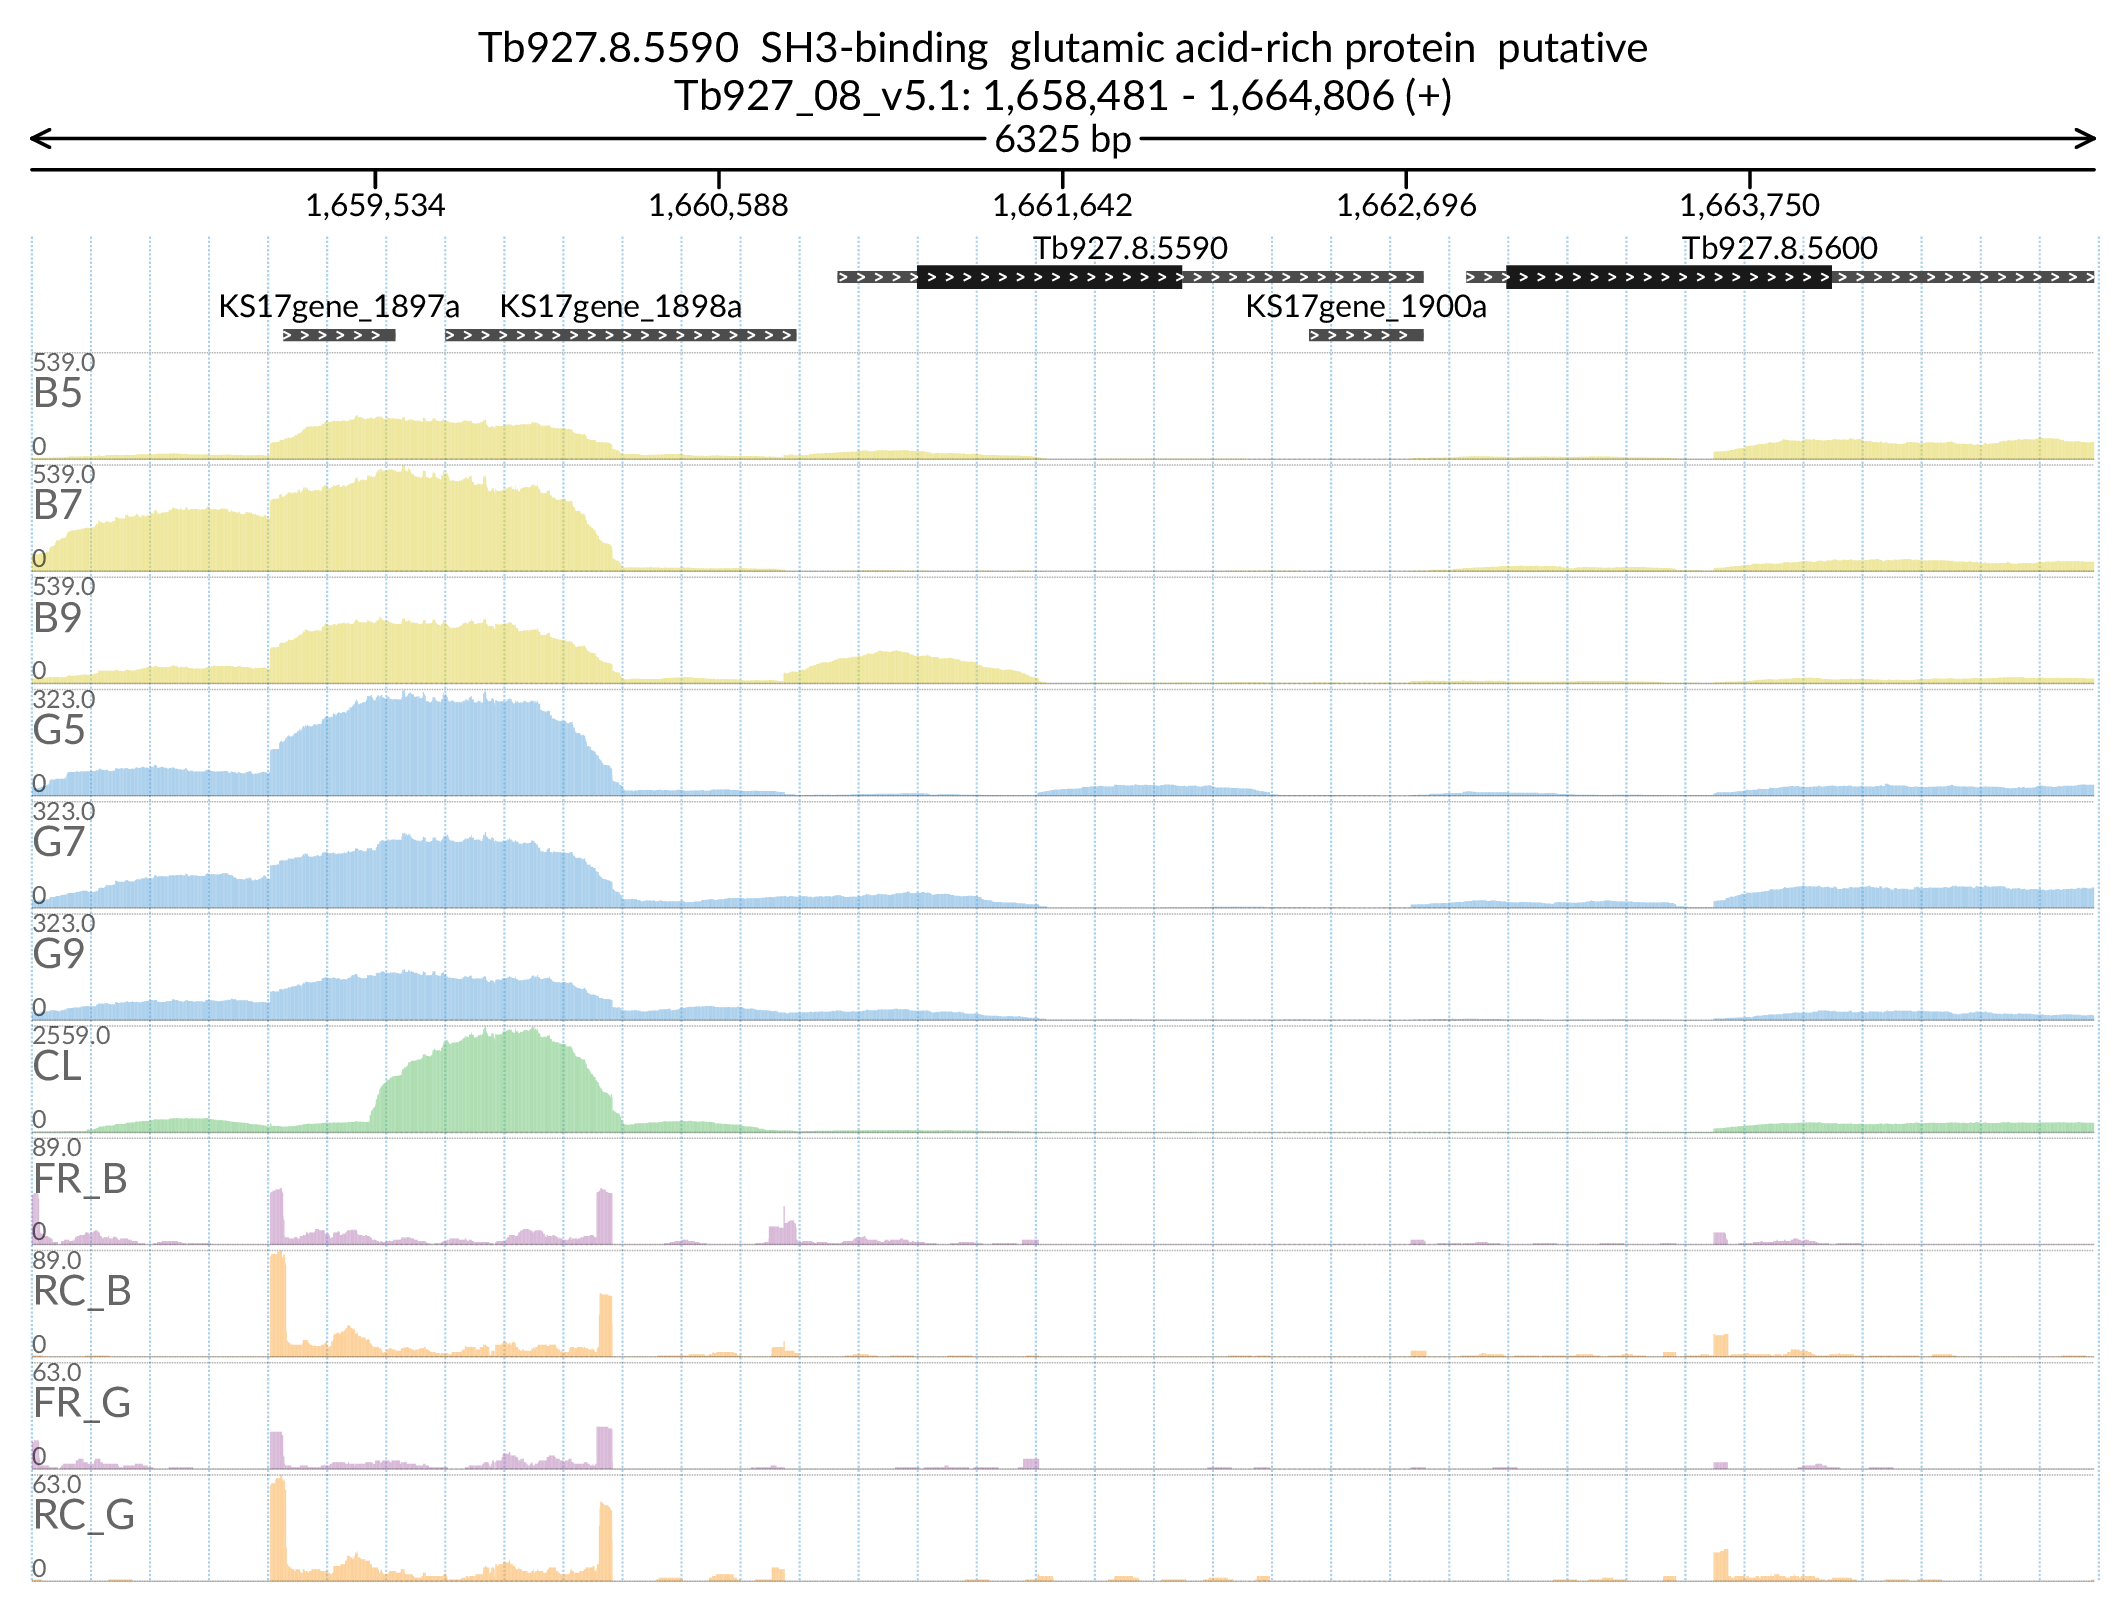 Tb927.8.5590 SH3-binding glutamic acid-rich protein putative
Tb927_08_v5.1: 1,658,481 - 1,664,806 (+)
6325 bp
1,659,534 1,660,588 1,661,642 1,662,696 1,663,750
Tb927.8.5590 Tb927.8.5600
KS17gene_1897a KS17gene_1898a KS17gene_1900a
539.0
B5
0
539.0
B7
0
539.0
B9
0
323.0
G5
0
323.0
G7
0
323.0
G9
0
2559.0
CL
0
89.0
FR_B
0
89.0
RC_B
0
63.0
FR_G
0
63.0
RC_G
0